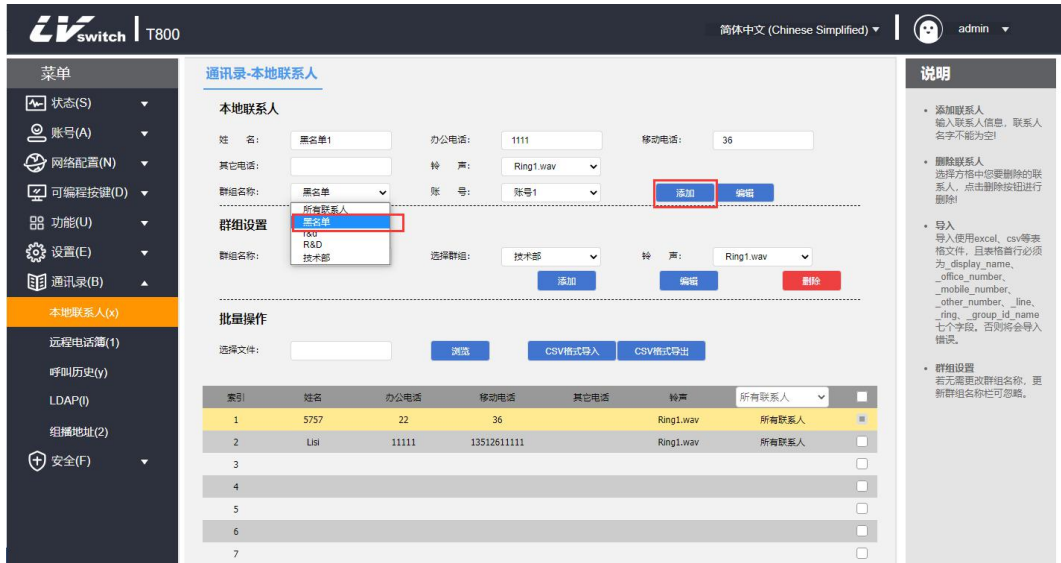 LVswitch T800
简体中文 (Chinese Simplified) ▼
admin ▼
菜单
状态(S)
账号(A)
网络配置(N)
可编程按键(D)
功能(U)
设置(E)
通讯录(B)
本地联系人(x)
远程电话簿(1)
呼叫历史(y)
LDAP(l)
组播地址(2)
安全(F)
通讯录-本地联系人
本地联系人
姓 名: 黑名单1 办公电话: 1111 移动电话: 36
其它电话: 铃 声: Ring1.wav
群组名称: 黑名单 账 号: 账号1 添加 编辑
所有联系人
黑名单
r&d
R&D
技术部
群组设置
群组名称: 选择群组: 技术部 铃 声: Ring1.wav
添加 编辑 删除
批量操作
选择文件: 浏览 CSV格式导入 CSV格式导出
索引 姓名 办公电话 移动电话 其它电话 铃声 所有联系人
1 5757 22 36 Ring1.wav 所有联系人
2 Lisi 11111 13512611111 Ring1.wav 所有联系人
3
4
5
6
7
说明
添加联系人
输入联系人信息，联系人
名字不能为空!
删除联系人
选择方格中您要删除的联
系人，点击删除按钮进行
删除!
导入
导入使用excel、csv等表
格文件，且表格首行必须
为_display_name、
_office_number、
_mobile_number、
_other_number、_line、
_ring、_group_id_name
七个字段。否则将会导入
错误。
群组设置
若无需更改群组名称，更
新群组名称栏可忽略。